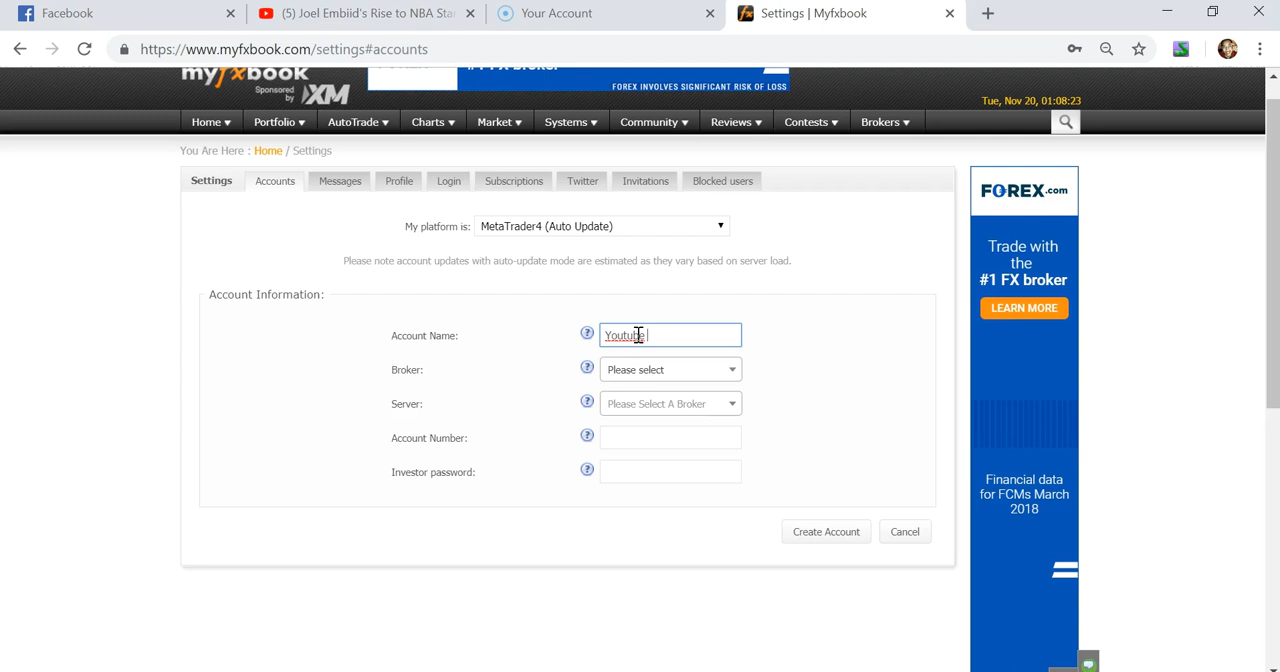 Facebook
(5) Joel Embiid's Rise to NBA Sta
Your Account
Settings | Myfxbook
https://www.myfxbook.com/settings#accounts
myfxbook
Sponsored by XM
#1 FX broker
FOREX INVOLVES SIGNIFICANT RISK OF LOSS
Tue, Nov 20, 01:08:23
Home Portfolio AutoTrade Charts Market Systems Community Reviews Contests Brokers
You Are Here : Home / Settings
Settings Accounts Messages Profile Login Subscriptions Twitter Invitations Blocked users
My platform is: MetaTrader4 (Auto Update)
Please note account updates with auto-update mode are estimated as they vary based on server load.
Account Information:
Account Name: Youtube
Broker: Please select
Server: Please Select A Broker
Account Number:
Investor password:
Create Account Cancel
FOREX.com
Trade with
the
#1 FX broker
LEARN MORE
Financial data
for FCMs March
2018